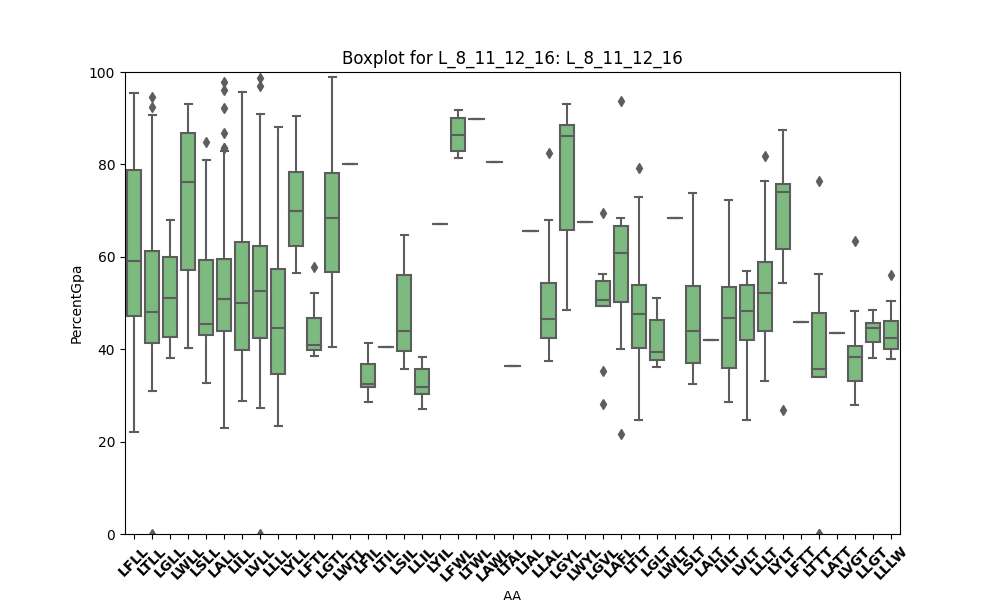 Boxplot for L_8_11_12_16: L_8_11_12_16
100
80
60
40
20
0
PercentGpa
LFLL
LTLL
LGLL
LWLL
LSLL
LALL
LILL
LVLL
LLLL
LYLL
LFTL
LGTL
LWTL
LFIL
LTIL
LSIL
LLIL
LYIL
LFWL
LTWL
LAWL
LTAL
LIAL
LLAL
LGYL
LWYL
LGVL
LAFL
LTLT
LGLT
LWLT
LSLT
LALT
LILT
LVLT
LLLT
LYLT
LFTT
LTTT
LATT
LVGT
LLGT
LLLW
AA